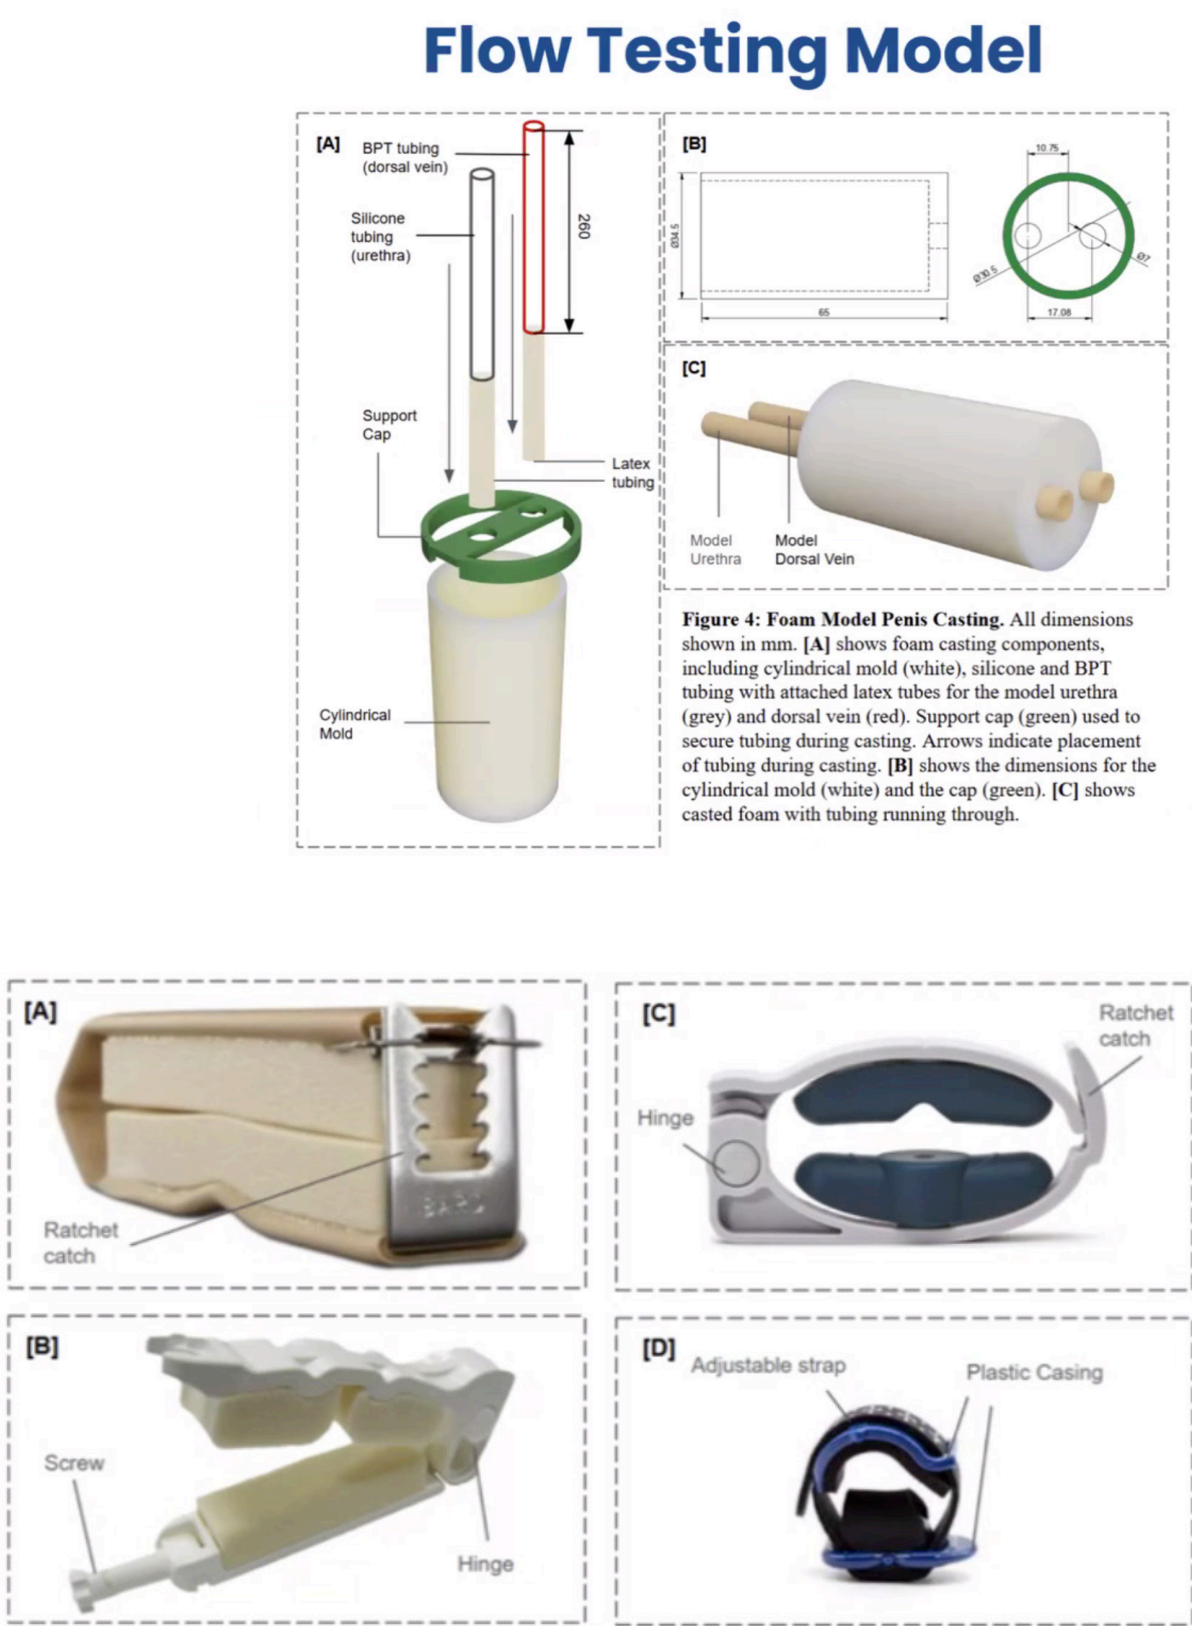 Flow Testing Model
[A]
BPT tubing
(dorsal vein)
260
Silicone
tubing
(urethra)
Support
Cap
Latex
tubing
Cylindrical
Mold
[B]
10.75
Ø34.5
65
Ø30.5
Ø7
17.08
[C]
Model
Urethra
Model
Dorsal Vein
Figure 4: Foam Model Penis Casting. All dimensions
shown in mm. [A] shows foam casting components,
including cylindrical mold (white), silicone and BPT
tubing with attached latex tubes for the model urethra
(grey) and dorsal vein (red). Support cap (green) used to
secure tubing during casting. Arrows indicate placement
of tubing during casting. [B] shows the dimensions for the
cylindrical mold (white) and the cap (green). [C] shows
casted foam with tubing running through.
[A]
BARD
Ratchet
catch
[C]
Ratchet
catch
Hinge
[B]
Screw
Hinge
[D]
Adjustable strap
Plastic Casing